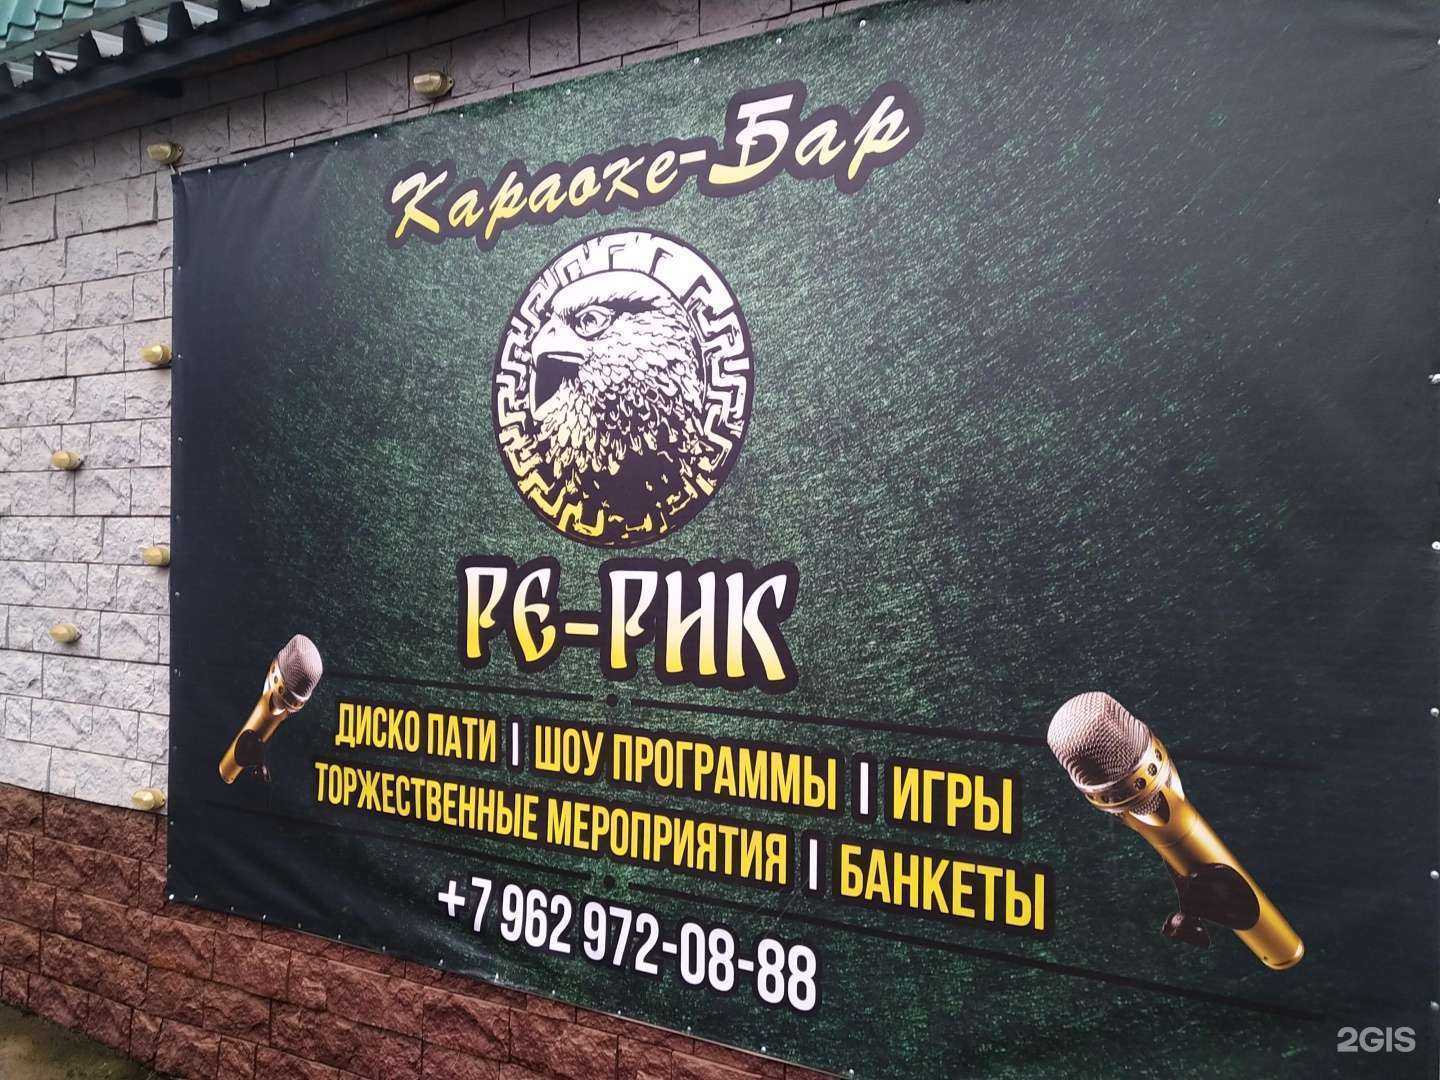 Караоке-Бар
РЕ-РИК
ДИСКО ПАТИ | ШОУ ПРОГРАММЫ | ИГРЫ
ТОРЖЕСТВЕННЫЕ МЕРОПРИЯТИЯ | БАНКЕТЫ
+7 962 972-08-88
2GIS